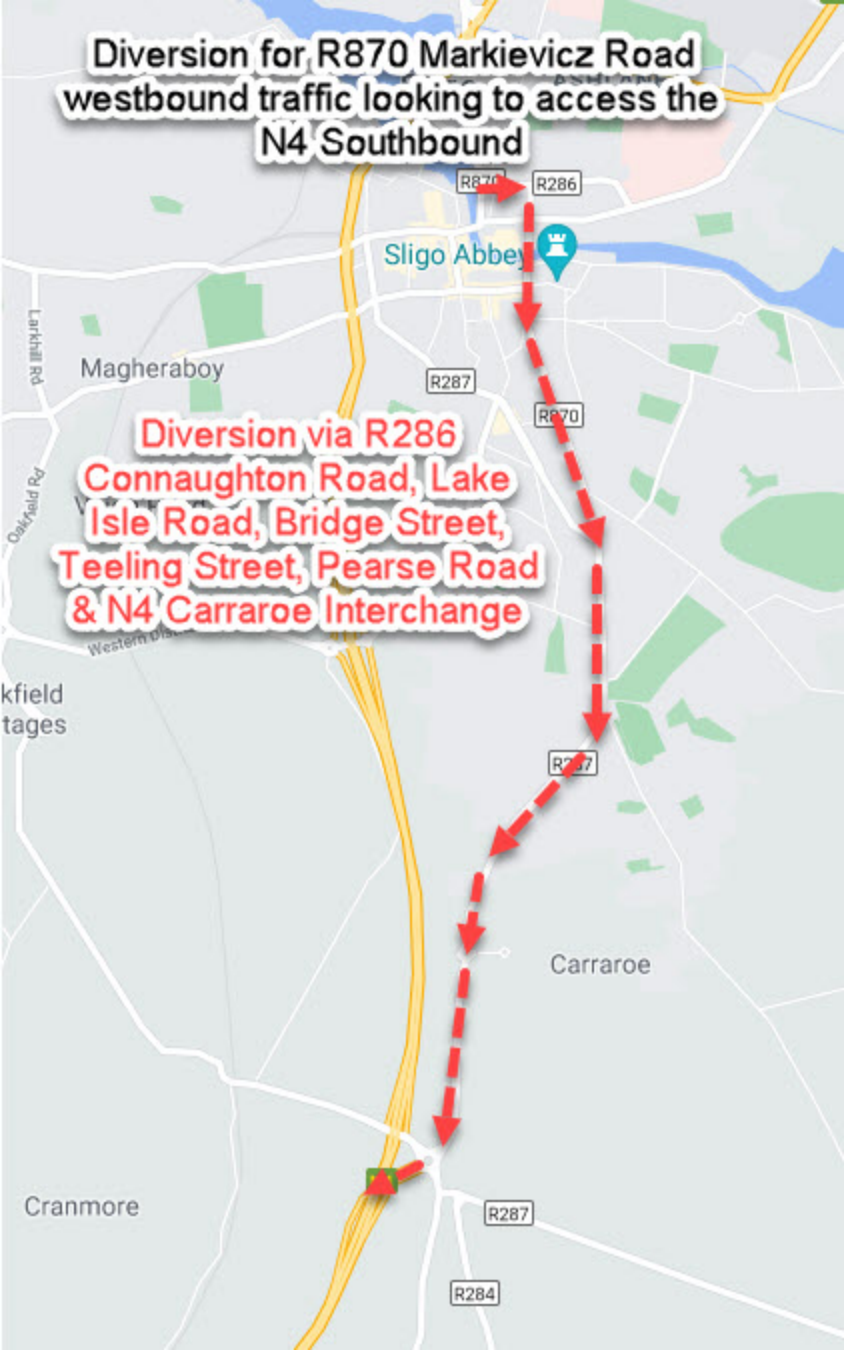 Diversion for R870 Markievicz Road
westbound traffic looking to access the
N4 Southbound
R870
R286
Sligo Abbey
Larkhill Rd
Magheraboy
R287
R870
Diversion via R286
Connaughton Road, Lake
Isle Road, Bridge Street,
Teeling Street, Pearse Road
& N4 Carraroe Interchange
Oakfield Rd
Western
kfield
tages
R287
Carraroe
Cranmore
R287
R284